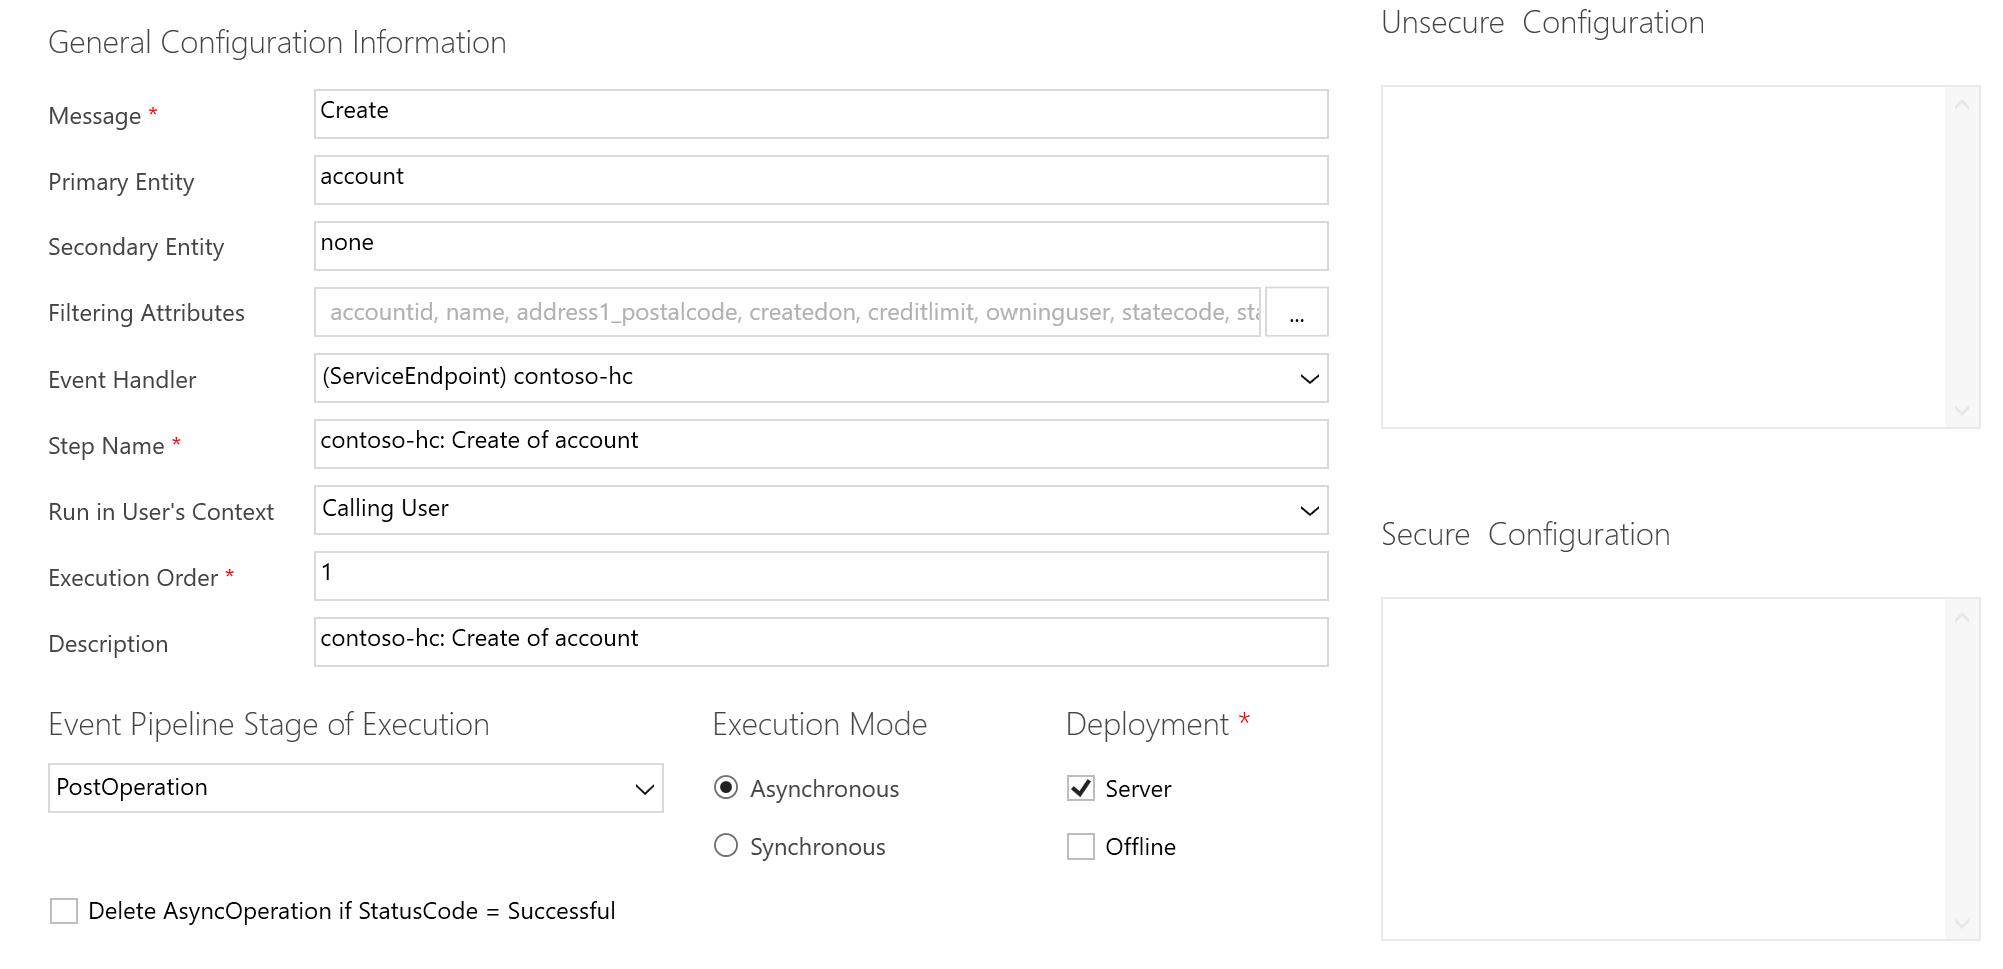 General Configuration Information
Message *
Create
Primary Entity
account
Secondary Entity
none
Filtering Attributes
accountid, name, address1_postalcode, createdon, creditlimit, owninguser, statecode,
...
Event Handler
(ServiceEndpoint) contoso-hc
Step Name *
contoso-hc: Create of account
Run in User's Context
Calling User
Execution Order *
1
Description
contoso-hc: Create of account
Event Pipeline Stage of Execution
PostOperation
Execution Mode
Asynchronous
Synchronous
Deployment *
Server
Offline
Delete AsyncOperation if StatusCode = Successful
Unsecure Configuration
Secure Configuration